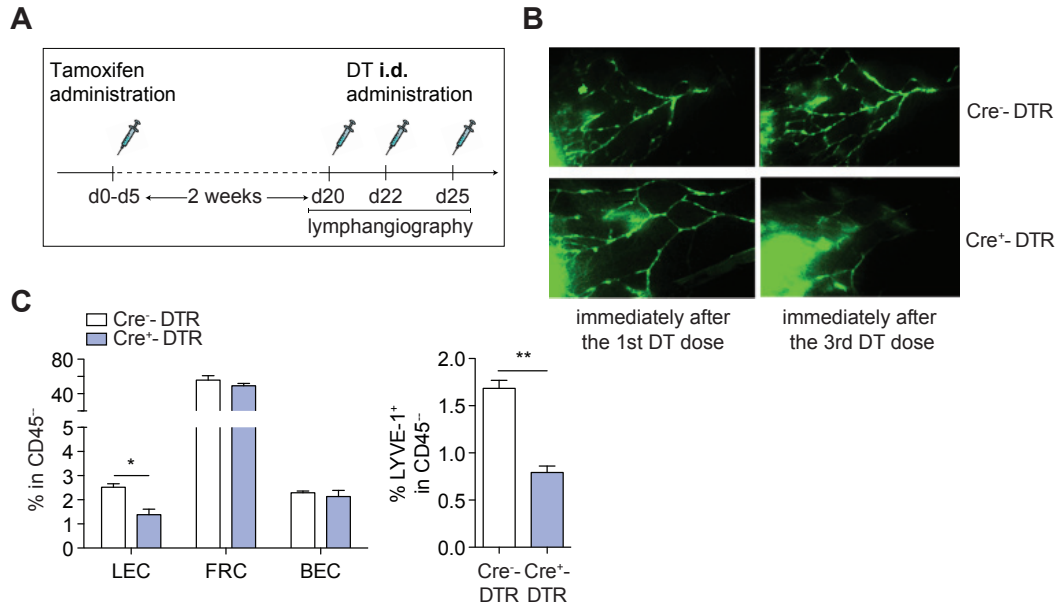 A
Tamoxifen
administration
DT i.d.
administration
d0-d5
2 weeks
d20
d22
d25
lymphangiography
B
Cre⁻- DTR
Cre⁺- DTR
immediately after
the 1st DT dose
immediately after
the 3rd DT dose
C
Cre⁻- DTR
Cre⁺- DTR
% in CD45⁻
80
40
5
4
3
2
1
0
*
LEC
FRC
BEC
% LYVE-1⁺
in CD45⁻
2.0
1.5
1.0
0.5
0.0
**
Cre⁻-
DTR
Cre⁺-
DTR